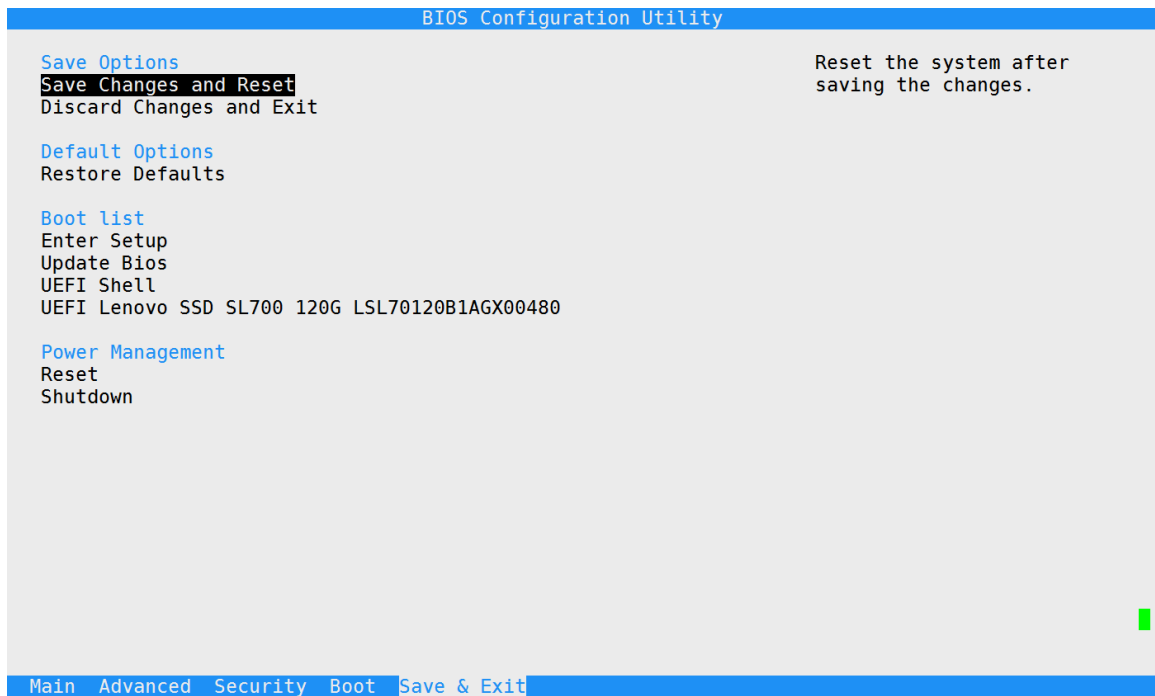 BIOS Configuration Utility
Save Options
Save Changes and Reset
Discard Changes and Exit
Default Options
Restore Defaults
Boot list
Enter Setup
Update Bios
UEFI Shell
UEFI Lenovo SSD SL700 120G LSL70120B1AGX00480
Power Management
Reset
Shutdown
Reset the system after
saving the changes.
Main Advanced Security Boot Save & Exit